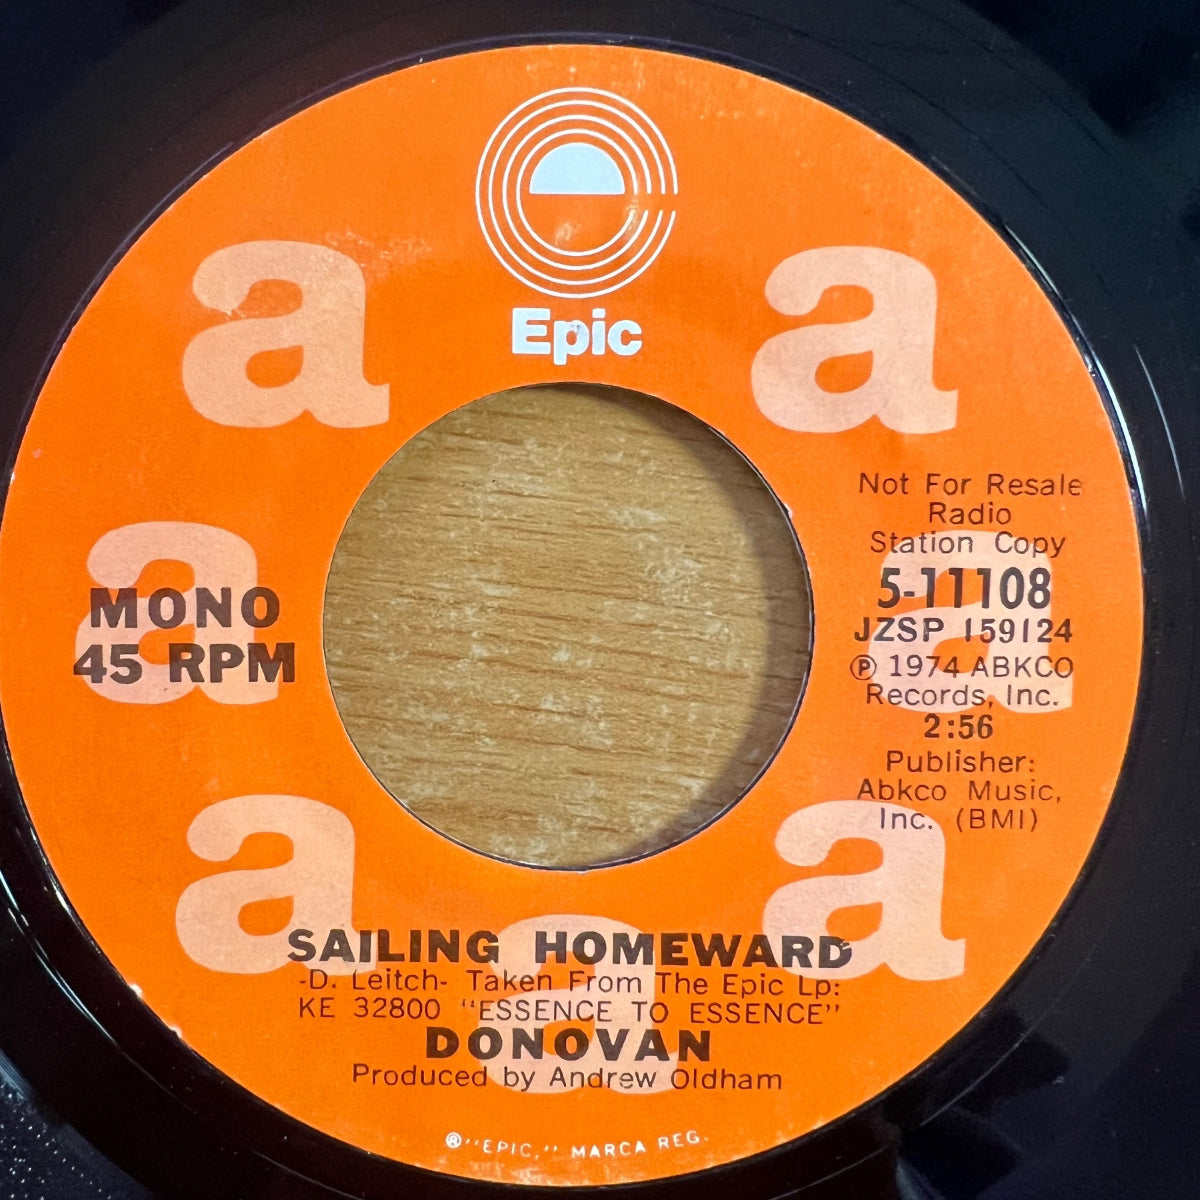 Epic
a
a
a
a
a
a
a
MONO
45 RPM
Not For Resale
Radio
Station Copy
5-11108
JZSP 159124
Ⓟ 1974 ABKCO
Records, Inc.
2:56
Publisher:
Abkco Music,
Inc. (BMI)
SAILING HOMEWARD
-D. Leitch- Taken From The Epic Lp:
KE 32800 "ESSENCE TO ESSENCE"
DONOVAN
Produced by Andrew Oldham
®"EPIC," MARCA REG.